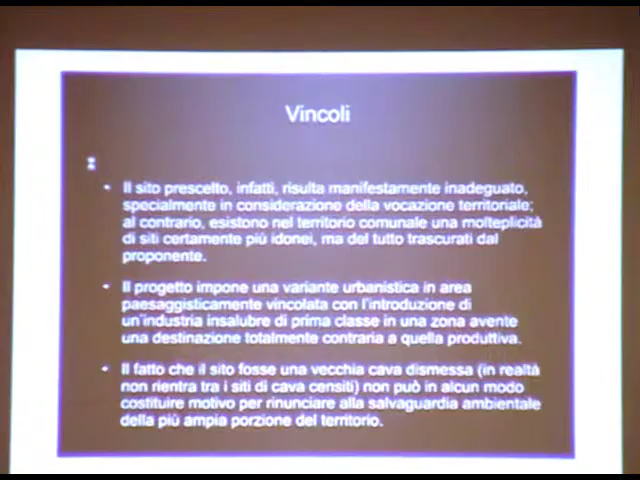 Vincoli
• Il sito prescelto, infatti, risulta manifestamente inadeguato,
specialmente in considerazione della vocazione territoriale;
al contrario, esistono nel territorio comunale una molteplicità
di siti certamente più idonei, ma del tutto trascurati dal
proponente.
• Il progetto impone una variante urbanistica in area
paesaggisticamente vincolata con l'introduzione di
un'industria insalubre di prima classe in una zona avente
una destinazione totalmente contraria a quella produttiva.
• Il fatto che il sito fosse una vecchia cava dismessa (in realtà
non rientra tra i siti di cava censiti) non può in alcun modo
costituire motivo per rinunciare alla salvaguardia ambientale
della più ampia porzione del territorio.